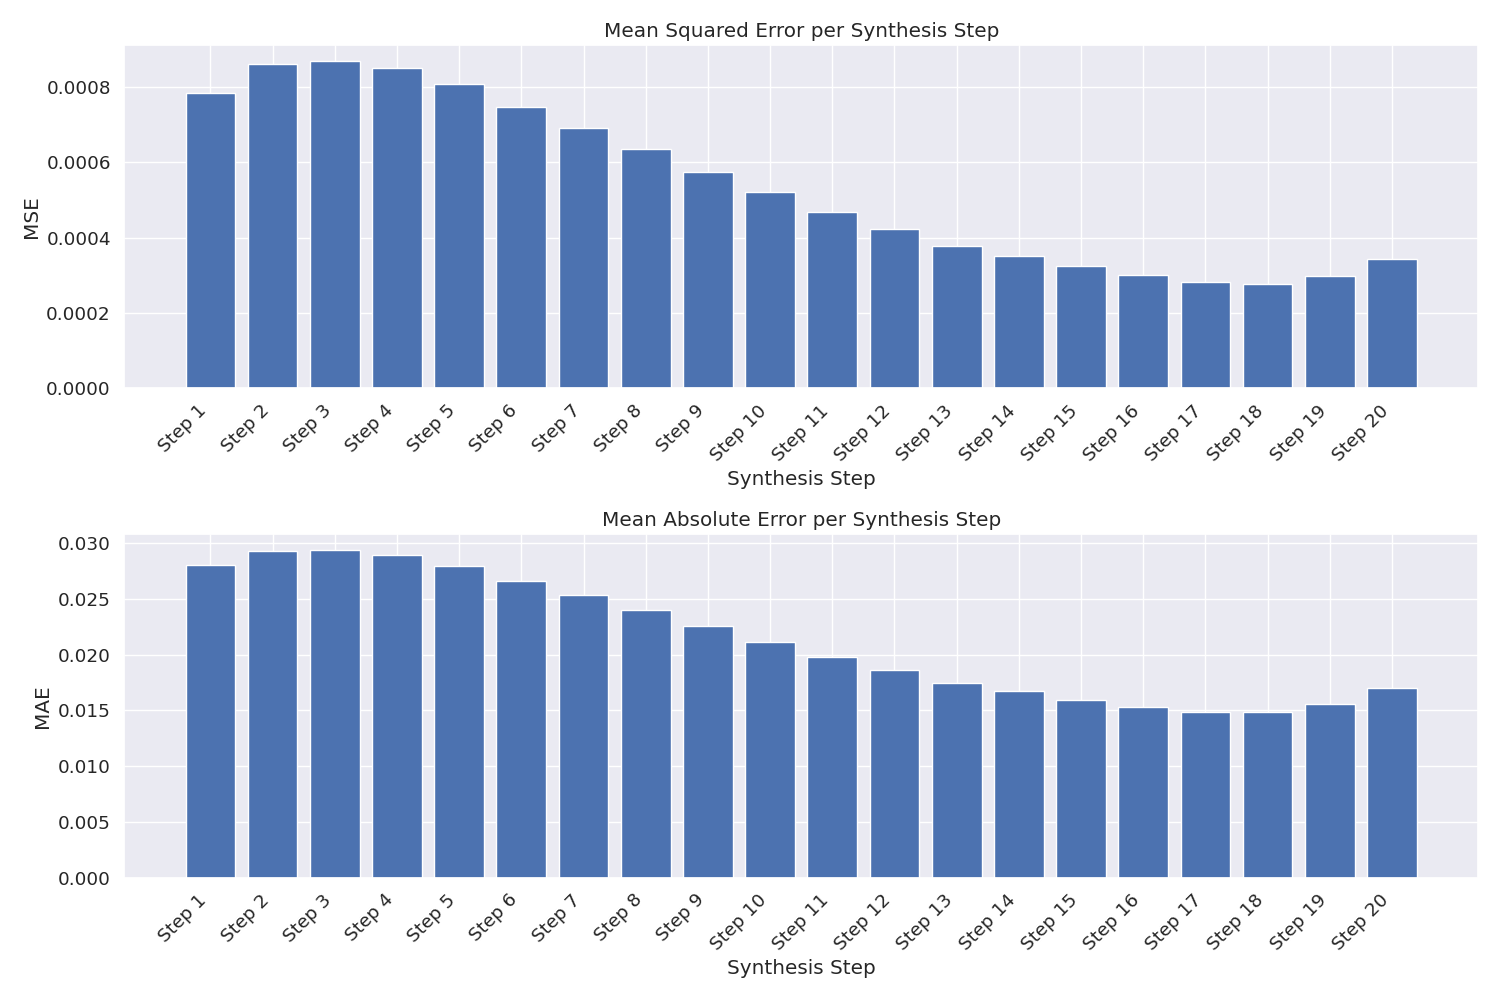 Mean Squared Error per Synthesis Step
0.0008
0.0006
0.0004
0.0002
0.0000
MSE
Step 1
Step 2
Step 3
Step 4
Step 5
Step 6
Step 7
Step 8
Step 9
Step 10
Step 11
Step 12
Step 13
Step 14
Step 15
Step 16
Step 17
Step 18
Step 19
Step 20
Synthesis Step
Mean Absolute Error per Synthesis Step
0.030
0.025
0.020
0.015
0.010
0.005
0.000
MAE
Step 1
Step 2
Step 3
Step 4
Step 5
Step 6
Step 7
Step 8
Step 9
Step 10
Step 11
Step 12
Step 13
Step 14
Step 15
Step 16
Step 17
Step 18
Step 19
Step 20
Synthesis Step